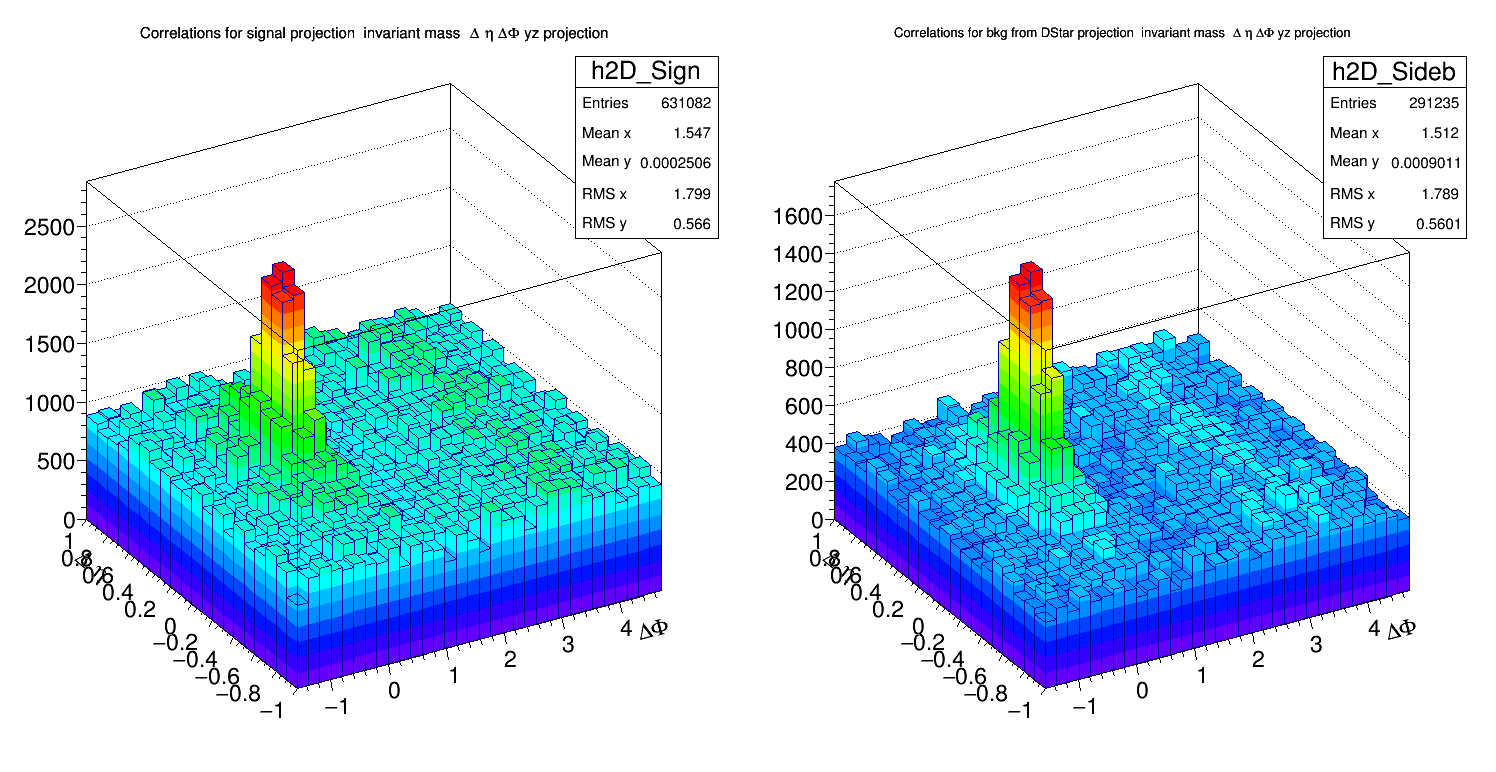 Correlations for signal projection invariant mass Δ η ΔΦ yz projection
h2D_Sign
Entries 631082
Mean x 1.547
Mean y 0.0002506
RMS x 1.799
RMS y 0.566
2500
2000
1500
1000
500
0
1
0.8
Δη
0.6
0.4
0.2
0
−0.2
−0.4
−0.6
−0.8
−1
−1
0
1
2
3
4
ΔΦ
Correlations for bkg from DStar projection invariant mass Δ η ΔΦ yz projection
h2D_Sideb
Entries 291235
Mean x 1.512
Mean y 0.0009011
RMS x 1.789
RMS y 0.5601
1600
1400
1200
1000
800
600
400
200
0
1
0.8
Δη
0.6
0.4
0.2
0
−0.2
−0.4
−0.6
−0.8
−1
−1
0
1
2
3
4
ΔΦ